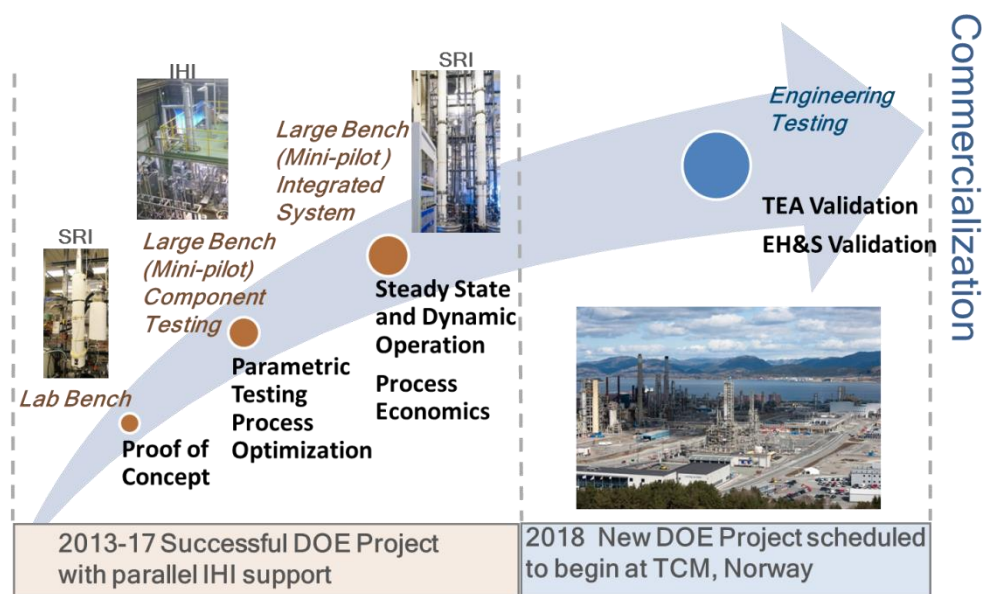 SRI
Lab Bench
Proof of
Concept
IHI
Large Bench
(Mini-pilot)
Component
Testing
Parametric
Testing
Process
Optimization
SRI
Large Bench
(Mini-pilot )
Integrated
System
Steady State
and Dynamic
Operation
Process
Economics
Engineering
Testing
TEA Validation
EH&S Validation
Commercialization
2013-17 Successful DOE Project
with parallel IHI support
2018 New DOE Project scheduled
to begin at TCM, Norway